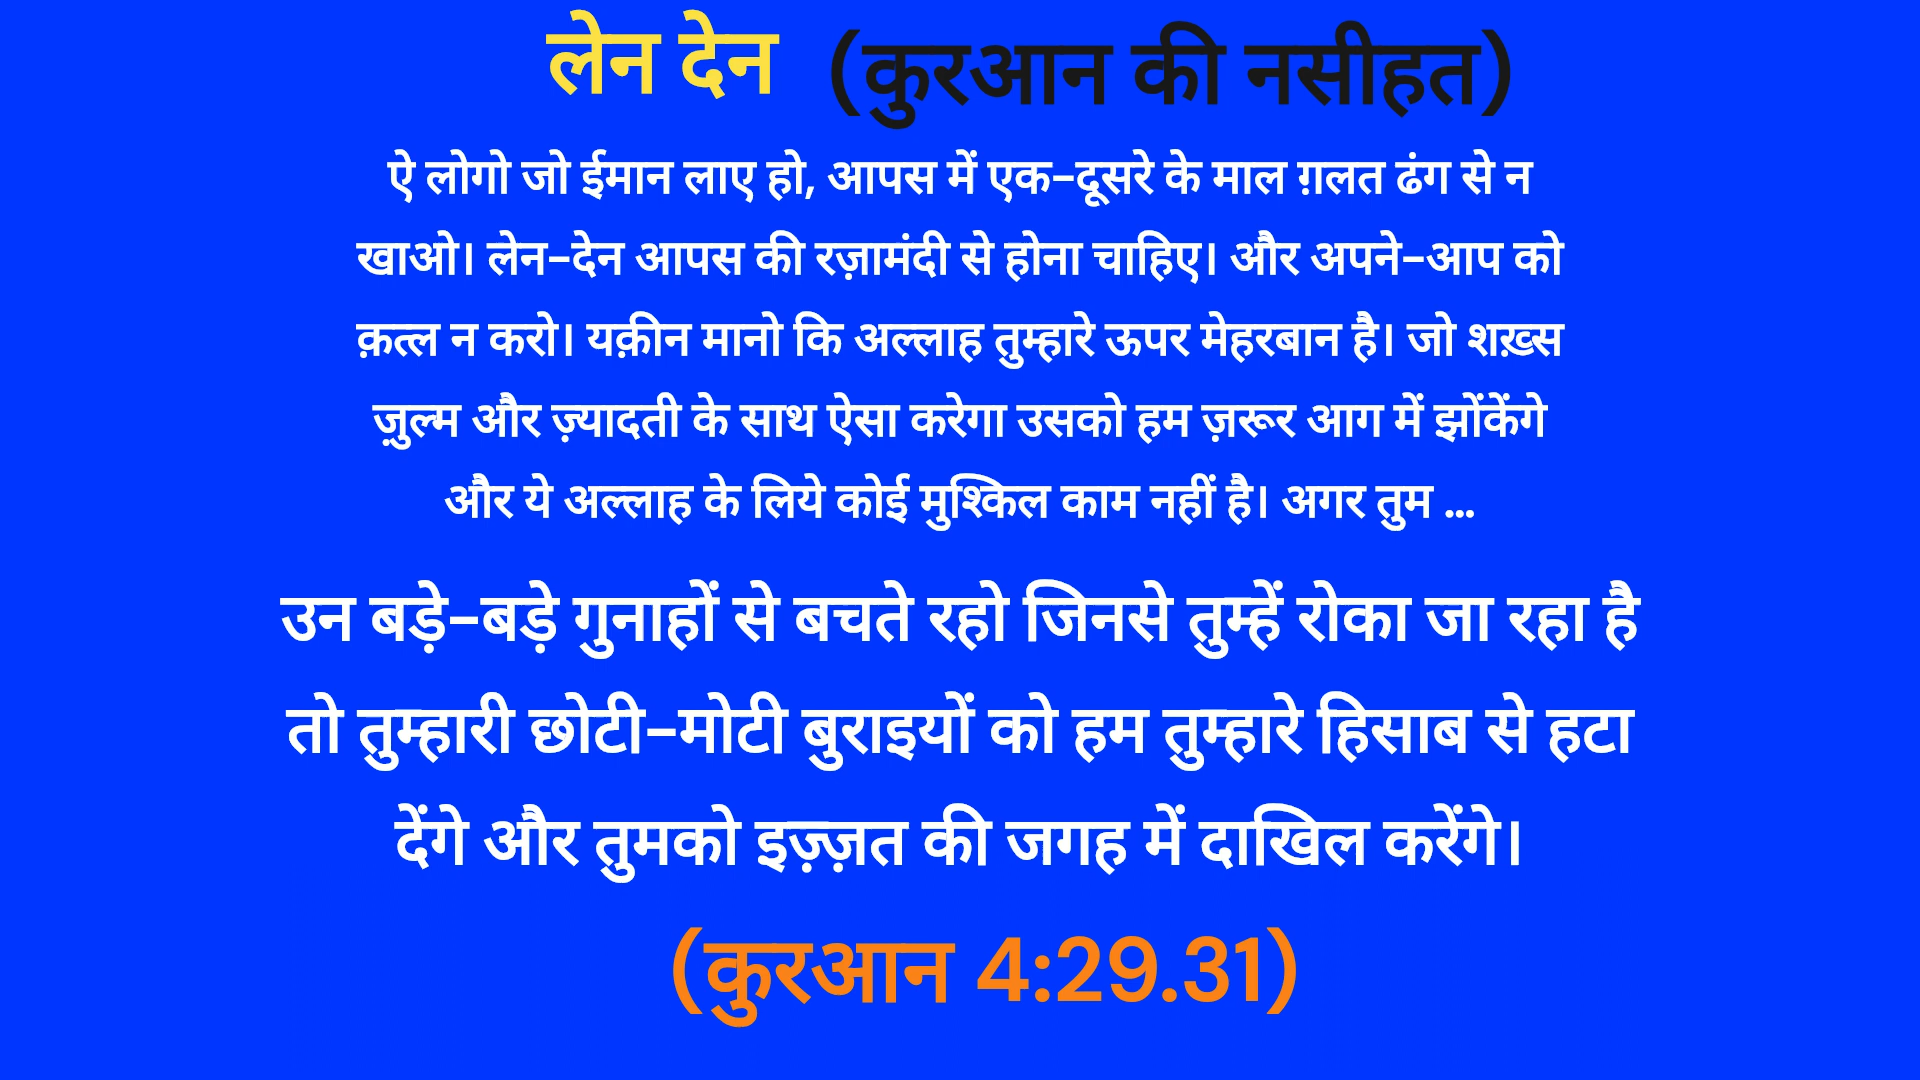 लेन देन (कुरआन की नसीहत)
ऐ लोगो जो ईमान लाए हो, आपस में एक-दूसरे के माल ग़लत ढंग से न
खाओ। लेन-देन आपस की रज़ामंदी से होना चाहिए। और अपने-आप को
क़त्ल न करो। यक़ीन मानो कि अल्लाह तुम्हारे ऊपर मेहरबान है। जो शख़्स
ज़ुल्म और ज़्यादती के साथ ऐसा करेगा उसको हम ज़रूर आग में झोंकेंगे
और ये अल्लाह के लिये कोई मुश्किल काम नहीं है। अगर तुम ...
उन बड़े-बड़े गुनाहों से बचते रहो जिनसे तुम्हें रोका जा रहा है
तो तुम्हारी छोटी-मोटी बुराइयों को हम तुम्हारे हिसाब से हटा
देंगे और तुमको इज़्ज़त की जगह में दाखिल करेंगे।
(कुरआन 4:29.31)